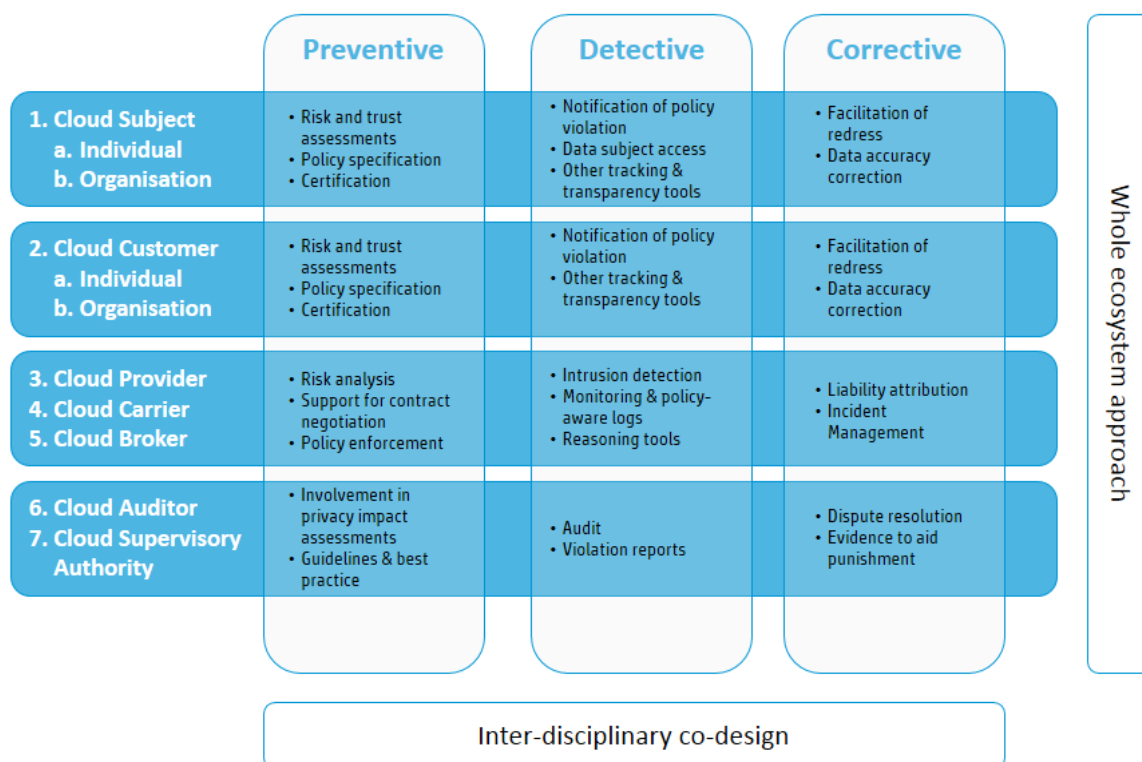 Preventive
Detective
Corrective
1. Cloud Subject
a. Individual
b. Organisation
• Risk and trust
assessments
• Policy specification
• Certification
• Notification of policy
violation
• Data subject access
• Other tracking &
transparency tools
• Facilitation of
redress
• Data accuracy
correction
2. Cloud Customer
a. Individual
b. Organisation
• Risk and trust
assessments
• Policy specification
• Certification
• Notification of policy
violation
• Other tracking &
transparency tools
• Facilitation of
redress
• Data accuracy
correction
3. Cloud Provider
4. Cloud Carrier
5. Cloud Broker
• Risk analysis
• Support for contract
negotiation
• Policy enforcement
• Intrusion detection
• Monitoring & policy-
aware logs
• Reasoning tools
• Liability attribution
• Incident
Management
6. Cloud Auditor
7. Cloud Supervisory
Authority
• Involvement in
privacy impact
assessments
• Guidelines & best
practice
• Audit
• Violation reports
• Dispute resolution
• Evidence to aid
punishment
Whole ecosystem approach
Inter-disciplinary co-design